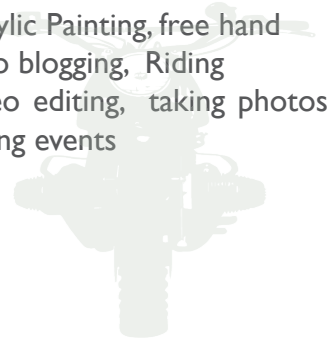 ylic Painting, free hand
o blogging, Riding
eo editing, taking photos
ng events